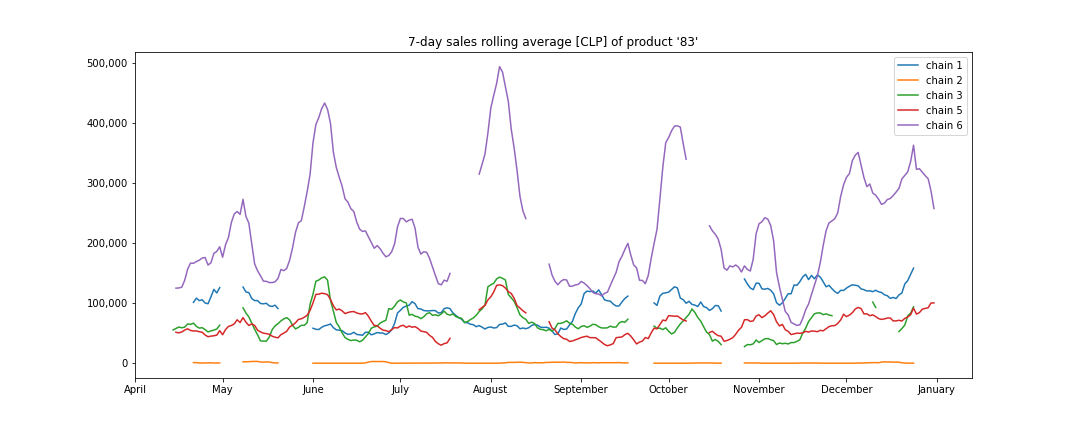 7-day sales rolling average [CLP] of product '83'
500,000
400,000
300,000
200,000
100,000
0
chain 1
chain 2
chain 3
chain 5
chain 6
April May June July August September October November December January